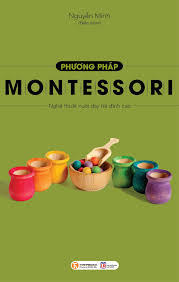 Nguyễn Minh
PHƯƠNG PHÁP
MONTESSORI
Nghệ thuật nuôi dạy trẻ đỉnh cao